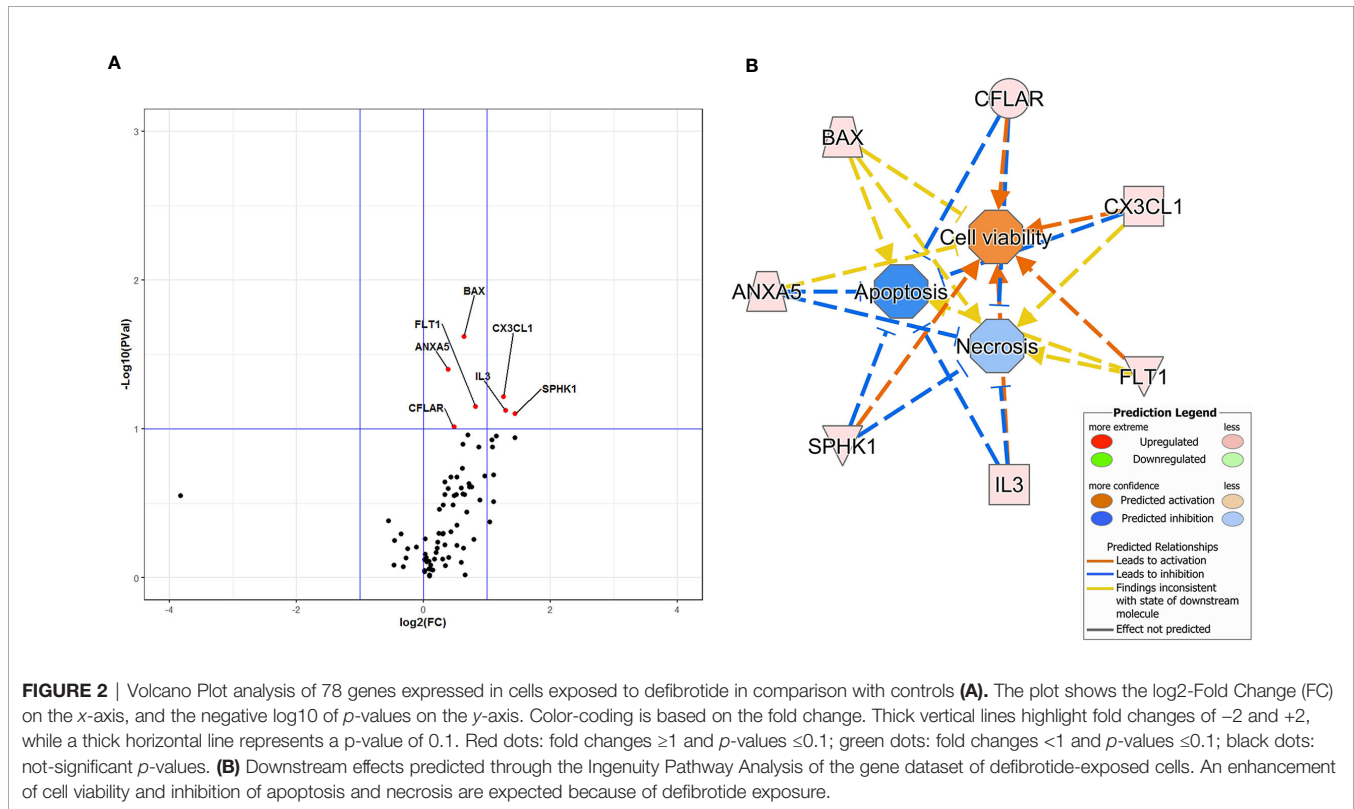 A
B
3
2
1
0
-4
-2
0
2
4
-Log10(PVal)
log2(FC)
BAX
FLT1
CX3CL1
ANXA5
IL3
SPHK1
CFLAR
CFLAR
BAX
CX3CL1
Cell viability
ANXA5
Apoptosis
Necrosis
FLT1
SPHK1
IL3
Prediction Legend
more extreme less
Upregulated
Downregulated
more confidence less
Predicted activation
Predicted inhibition
Predicted Relationships
Leads to activation
Leads to inhibition
Findings inconsistent
with state of downstream
molecule
Effect not predicted
FIGURE 2 | Volcano Plot analysis of 78 genes expressed in cells exposed to defibrotide in comparison with controls (A). The plot shows the log2-Fold Change (FC)
on the x-axis, and the negative log10 of p-values on the y-axis. Color-coding is based on the fold change. Thick vertical lines highlight fold changes of –2 and +2,
while a thick horizontal line represents a p-value of 0.1. Red dots: fold changes ≥1 and p-values ≤0.1; green dots: fold changes <1 and p-values ≤0.1; black dots:
not-significant p-values. (B) Downstream effects predicted through the Ingenuity Pathway Analysis of the gene dataset of defibrotide-exposed cells. An enhancement
of cell viability and inhibition of apoptosis and necrosis are expected because of defibrotide exposure.